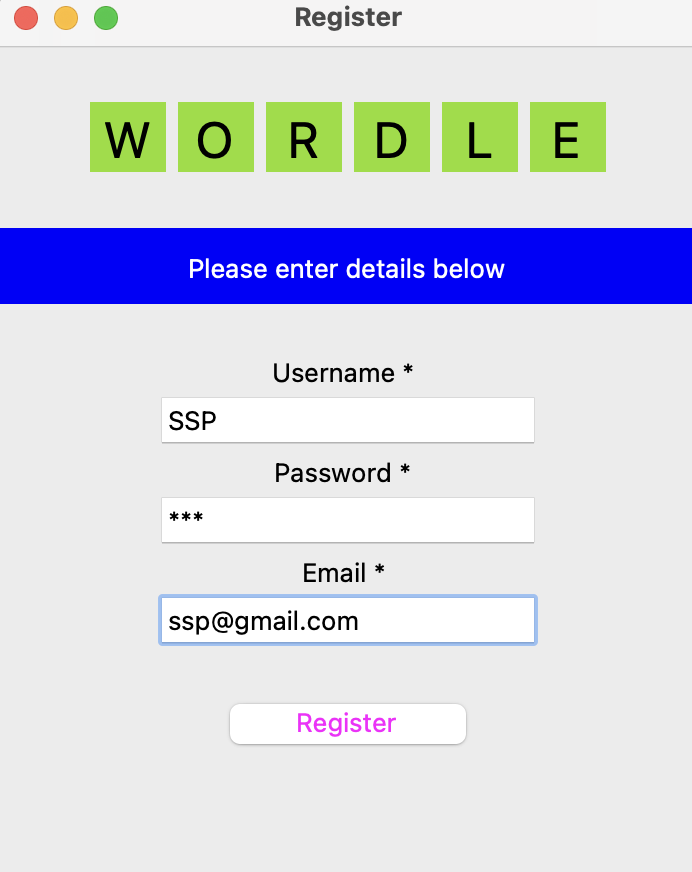 Register
W O R D L E
Please enter details below
Username *
SSP
Password *
***
Email *
ssp@gmail.com
Register